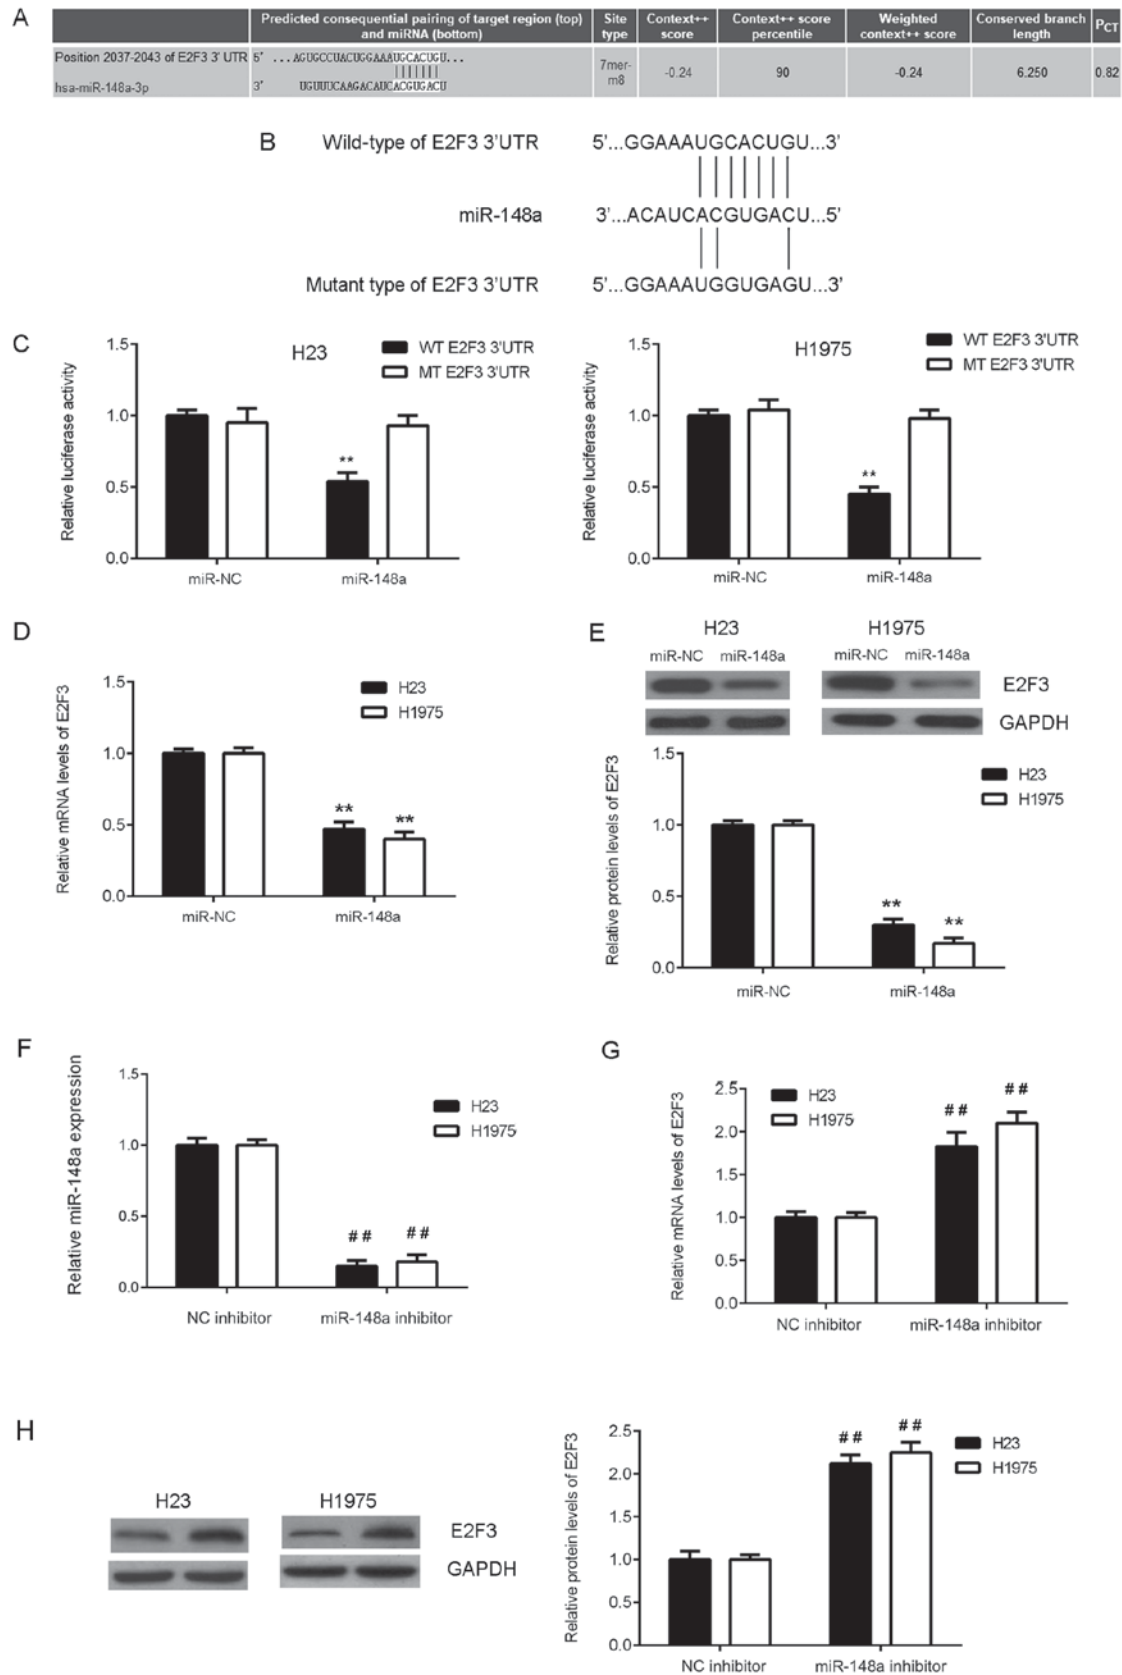 A
Predicted consequential pairing of target region (top) and miRNA (bottom)
Site type
Context++ score
Context++ score percentile
Weighted context++ score
Conserved branch length
PCT
Position 2037-2043 of E2F3 3' UTR 5' ...AGUGCCUACUGGAAAUGCACUGU...
hsa-miR-148a-3p 3' UGUUUCAAGACAUCACGUGACU
7mer-m8
-0.24
90
-0.24
6.250
0.82
B
Wild-type of E2F3 3'UTR 5'...GGAAAUGCACUGU...3'
miR-148a 3'...ACAUCACGUGACU...5'
Mutant type of E2F3 3'UTR 5'...GGAAAUGGUGAGU...3'
C
H23
WT E2F3 3'UTR
MT E2F3 3'UTR
Relative luciferase activity
1.5
1.0
**
0.5
0.0
miR-NC miR-148a
H1975
WT E2F3 3'UTR
MT E2F3 3'UTR
Relative luciferase activity
1.5
1.0
**
0.5
0.0
miR-NC miR-148a
D
H23
H1975
Relative mRNA levels of E2F3
1.5
1.0
** **
0.5
0.0
miR-NC miR-148a
E
H23 H1975
miR-NC miR-148a miR-NC miR-148a
E2F3
GAPDH
H23
H1975
Relative protein levels of E2F3
1.5
1.0
0.5
** **
0.0
miR-NC miR-148a
F
H23
H1975
Relative miR-148a expression
1.5
1.0
0.5
## ##
0.0
NC inhibitor miR-148a inhibitor
G
H23
H1975
Relative mRNA levels of E2F3
## ##
2.5
2.0
1.5
1.0
0.5
0.0
NC inhibitor miR-148a inhibitor
H
H23 H1975
E2F3
GAPDH
H23
H1975
Relative protein levels of E2F3
## ##
2.5
2.0
1.5
1.0
0.5
0.0
NC inhibitor miR-148a inhibitor